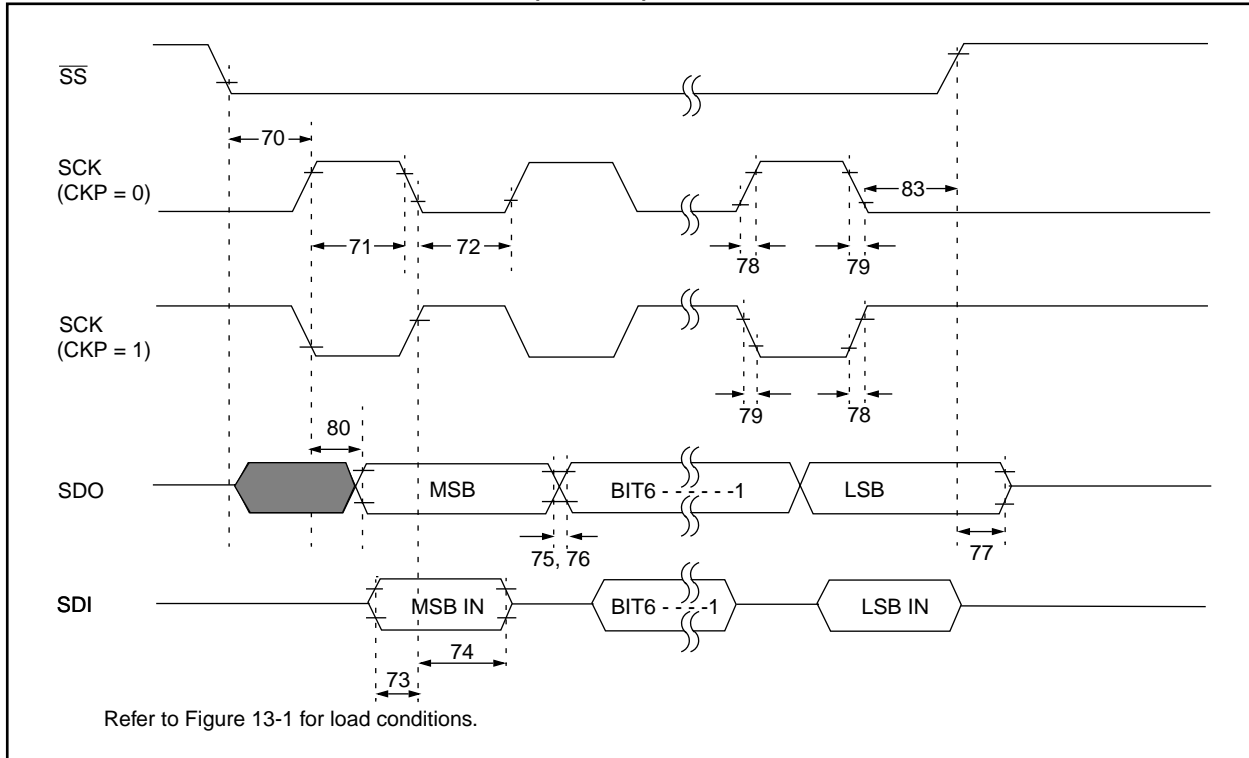 SS
70
SCK
(CKP = 0)
83
71
72
78
79
SCK
(CKP = 1)
79
78
80
SDO
MSB
BIT6 - - - - - - -1
LSB
75, 76
77
SDI
MSB IN
BIT6 - - - - -1
LSB IN
74
73
Refer to Figure 13-1 for load conditions.